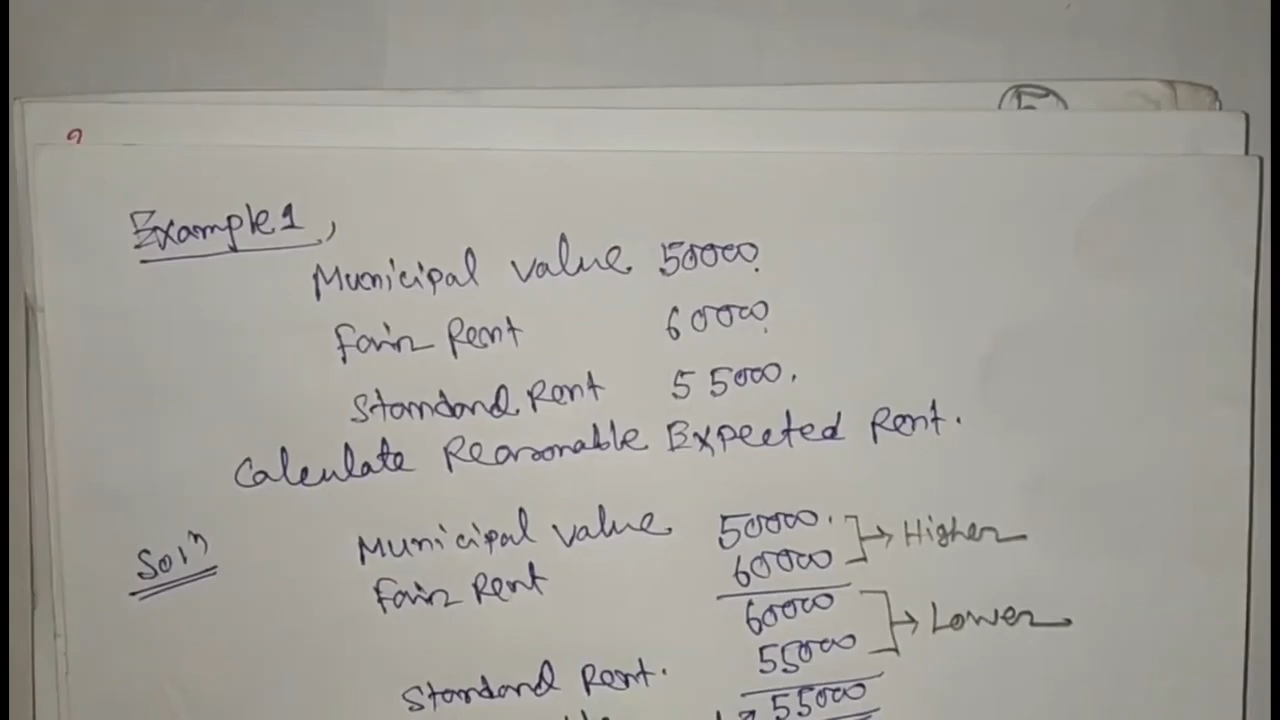 5
Example 1,
Municipal value 50000.
Fair Rent 60000.
Standard Rent 55000.
Calculate Reasonable Expected Rent.
Solⁿ
Municipal value 50000. → Higher
Fair Rent 60000
60000 → Lower
Standard Rent. 55000
55000